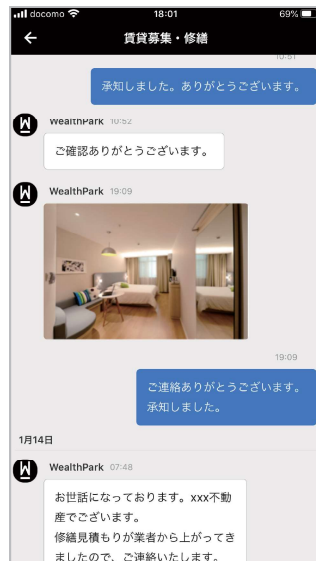 docomo 18:01 69%
賃貸募集・修繕
10:51
承知しました。ありがとうございます。
WealthPark 10:52
ご確認ありがとうございます。
WealthPark 19:09
19:09
ご連絡ありがとうございます。
承知しました。
1月14日
WealthPark 07:48
お世話になっております。xxx不動
産でございます。
修繕見積もりが業者から上がってき
ましたので、ご連絡いたします。